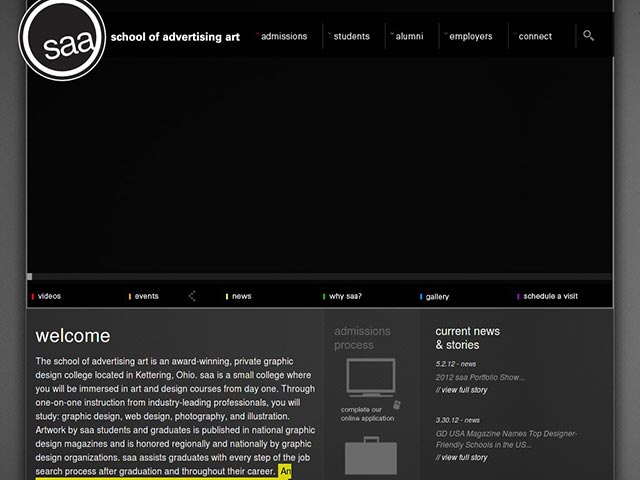 saa
school of advertising art
admissions
students
alumni
employers
connect
videos
events
news
why saa?
gallery
schedule a visit
welcome
The school of advertising art is an award-winning, private graphic
design college located in Kettering, Ohio. saa is a small college where
you will be immersed in art and design courses from day one. Through
one-on-one instruction from industry-leading professionals, you will
study: graphic design, web design, photography, and illustration.
Artwork by saa students and graduates is published in national graphic
design magazines and is honored regionally and nationally by graphic
design organizations. saa assists graduates with every step of the job
search process after graduation and throughout their career. An
admissions
process
complete our
online application
current news
& stories
5.2.12 - news
2012 saa Portfolio Show...
// view full story
3.30.12 - news
GD USA Magazine Names Top Designer-
Friendly Schools in the US...
// view full story